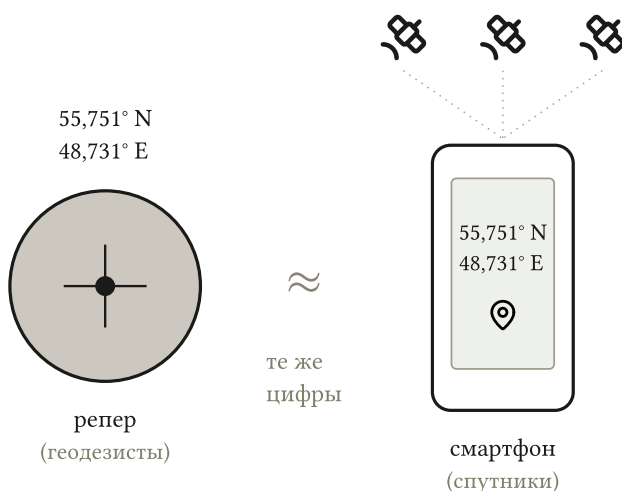 55,751° N
48,731° E
репер
(геодезисты)
≈
те же
цифры
55,751° N
48,731° E
смартфон
(спутники)